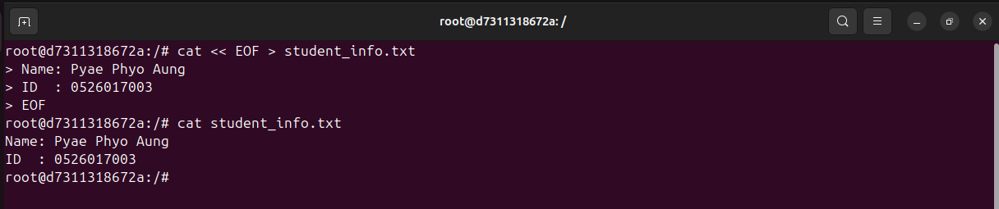 root@d7311318672a: /
root@d7311318672a:/# cat << EOF > student_info.txt
> Name: Pyae Phyo Aung
> ID  : 0526017003
> EOF
root@d7311318672a:/# cat student_info.txt
Name: Pyae Phyo Aung
ID  : 0526017003
root@d7311318672a:/#